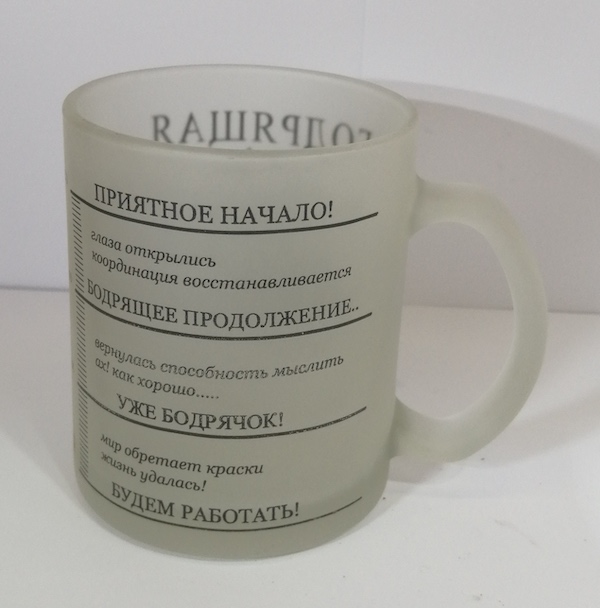 БОДРЯЩАЯ
ПРИЯТНОЕ НАЧАЛО!
глаза открылись
координация восстанавливается
БОДРЯЩЕЕ ПРОДОЛЖЕНИЕ..
вернулась способность мыслить
ах! как хорошо.....
УЖЕ БОДРЯЧОК!
мир обретает краски
жизнь удалась!
БУДЕМ РАБОТАТЬ!